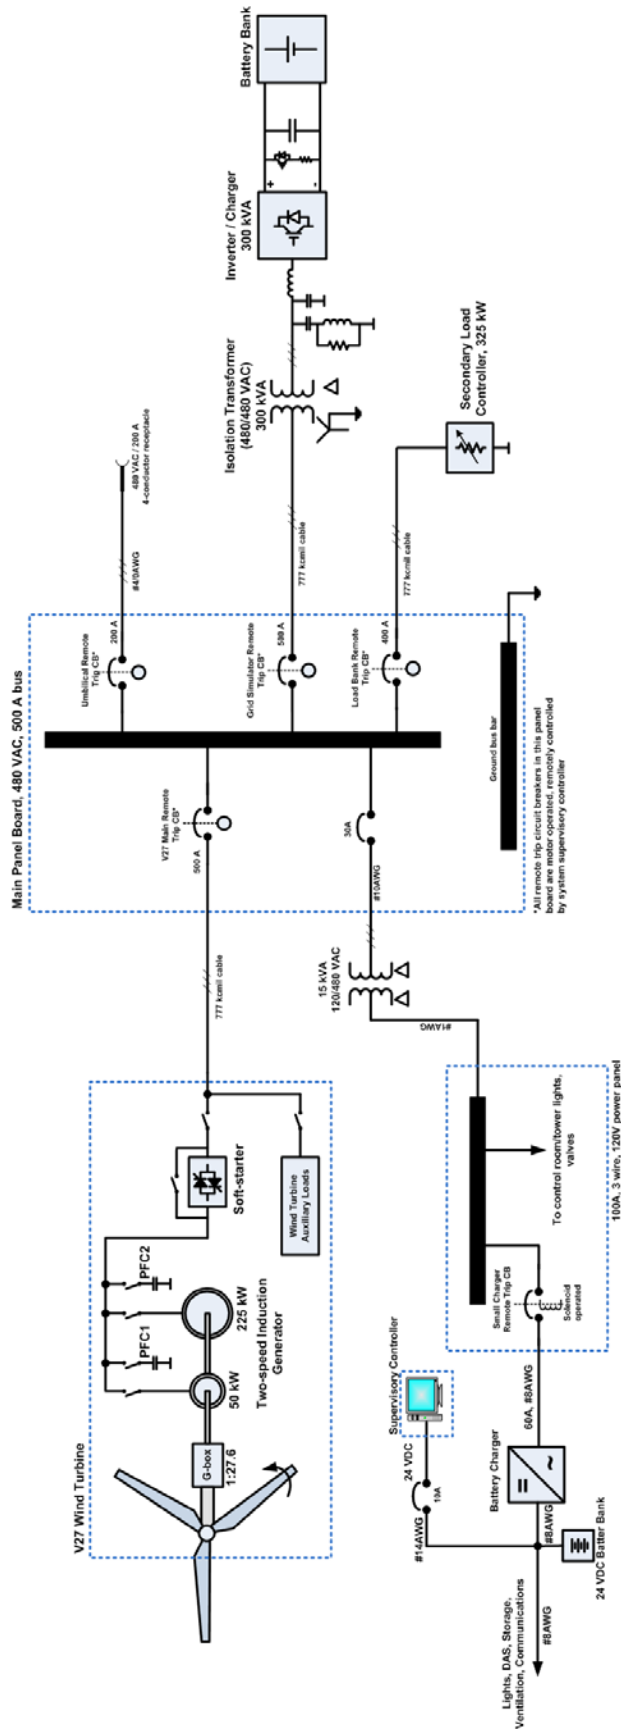 V27 Wind Turbine
G-box
1:27.6
50 kW
225 kW
Two-speed Induction
Generator
PFC1
PFC2
Soft-starter
Wind Turbine
Auxiliary Loads
777 kcmil cable
Main Panel Board, 480 VAC, 500 A bus
500 A
V27 Main Remote
Trip CB*
Umbilical Remote
Trig CB*
200 A
#4/0AWG
480 VAC / 200 A
4-conductor receptacle
Grid Simulator Remote
Trip CB*
500 A
777 kcmil cable
Load Bank Remote
Trip CB*
400 A
777 kcmil cable
30A
#10AWG
Ground bus bar
*All remote trip circuit breakers in this panel
board are motor operated, remotely controlled
by system supervisory controller
Isolation Transformer
(480/480 VAC)
300 kVA
Inverter / Charger
300 kVA
+
-
Battery Bank
Secondary Load
Controller, 325 kW
15 kVA
120/480 VAC
#1AWG
To control room/tower lights,
valves
100A, 3 wire, 120V power panel
Small Charger
Remote Trip CB
Solenoid
operated
60A, #8AWG
Battery Charger
=
~
#8AWG
Supervisory Controller
24 VDC
10A
#14AWG
24 VDC Batter Bank
Lights, DAS, Storage,
Ventilation, Communications
#8AWG